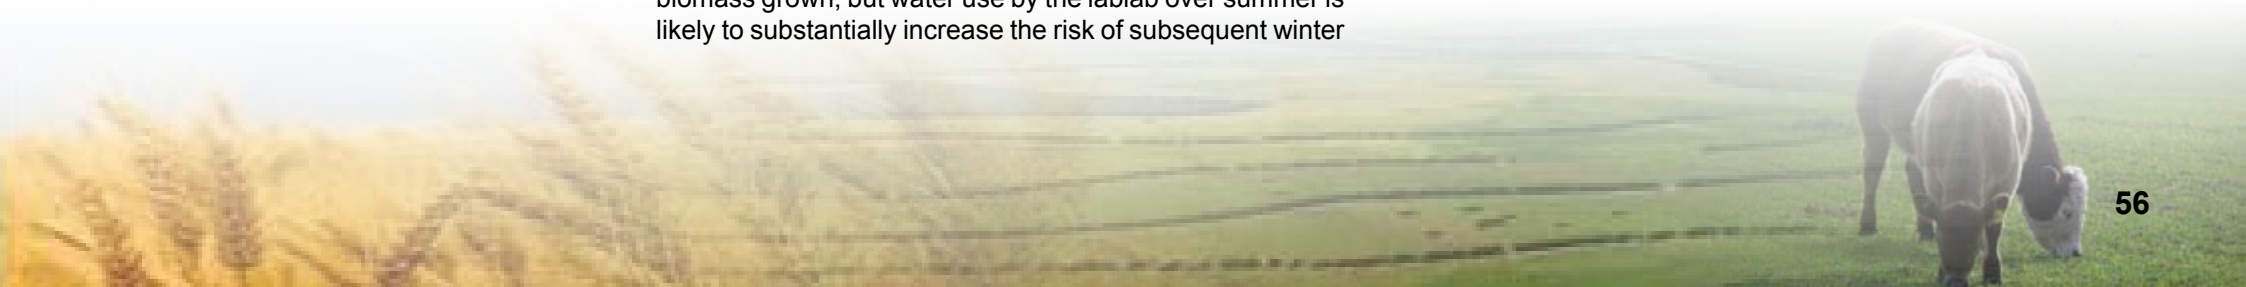 biomass grown, but water use by the lablab over summer is
likely to substantially increase the risk of subsequent winter
56